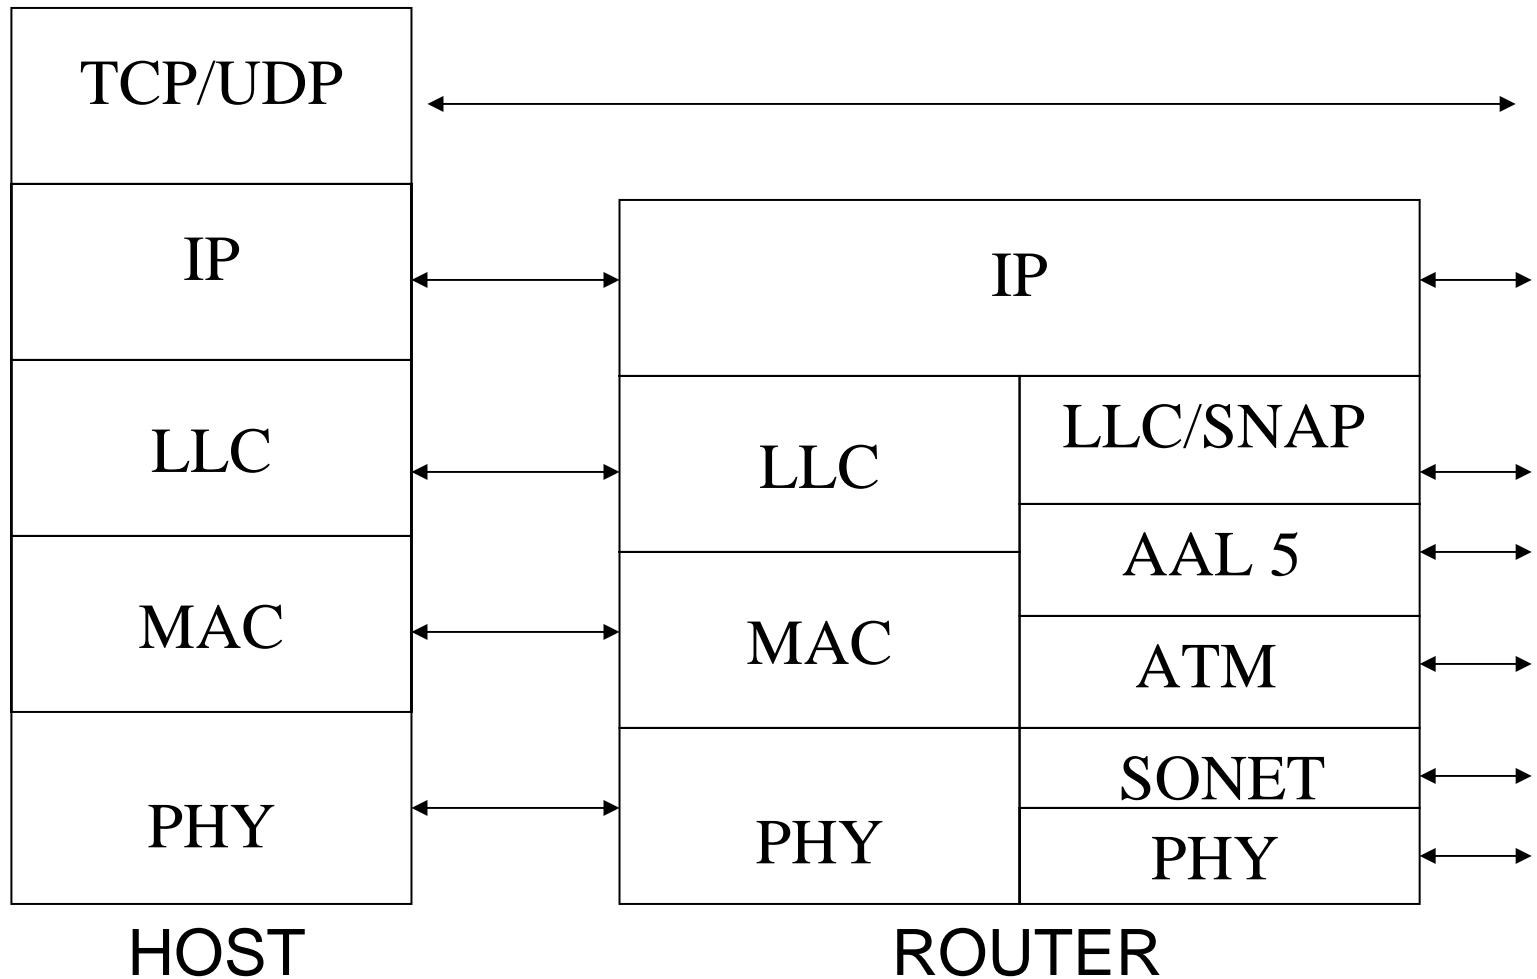 TCP/UDP
IP
LLC
MAC
PHY
HOST
IP
LLC
MAC
PHY
LLC/SNAP
AAL 5
ATM
SONET
PHY
ROUTER